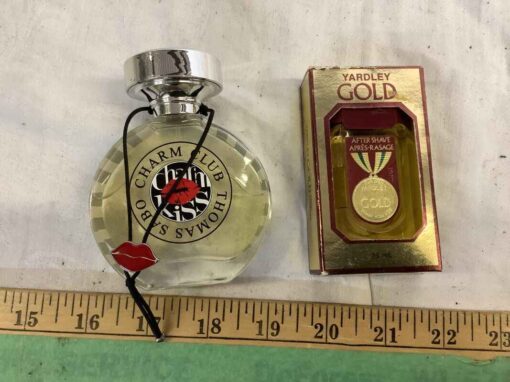 CHARM CLUB THOMAS SABO
Charm
KISS
YARDLEY
GOLD
AFTER SHAVE
APRÈS-RASAGE
YARDLEY
GOLD
15 16 17 18 19 20 21 22 23